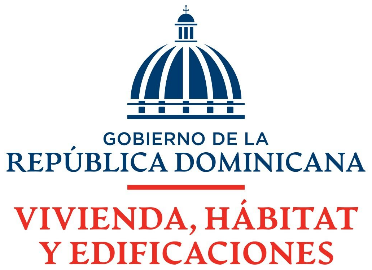 GOBIERNO DE LA
REPÚBLICA DOMINICANA
VIVIENDA, HÁBITAT
Y EDIFICACIONES